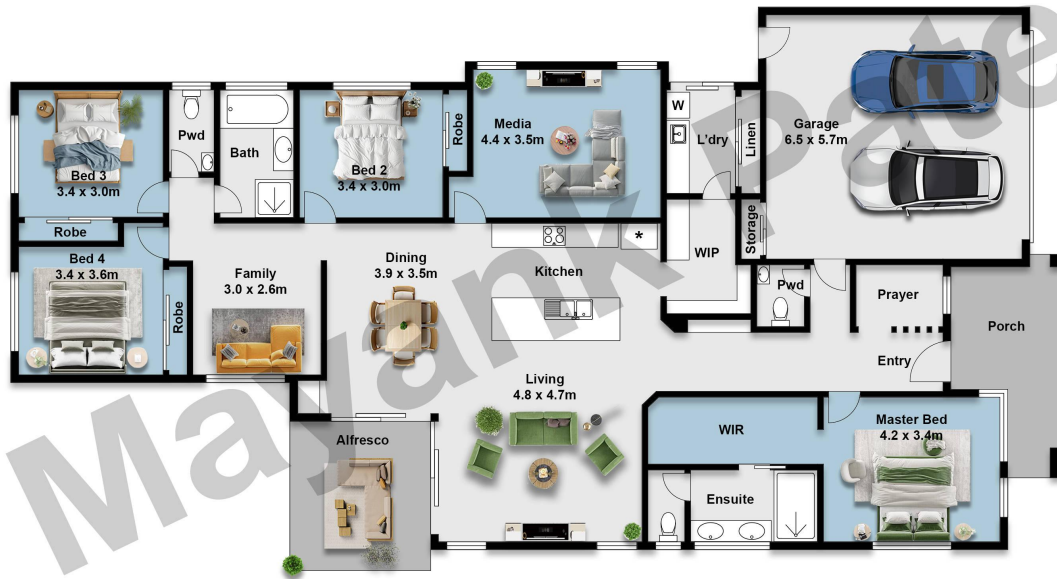 Mayank Pate
Garage
6.5 x 5.7m
W
L'dry
Linen
Media
4.4 x 3.5m
Pwd
Bath
Bed 2
3.4 x 3.0m
Robe
Bed 3
3.4 x 3.0m
Robe
Storage
*
WIP
Bed 4
3.4 x 3.6m
Robe
Family
3.0 x 2.6m
Dining
3.9 x 3.5m
Kitchen
Pwd
Prayer
Porch
Entry
Living
4.8 x 4.7m
Alfresco
WIR
Master Bed
4.2 x 3.4m
Ensuite